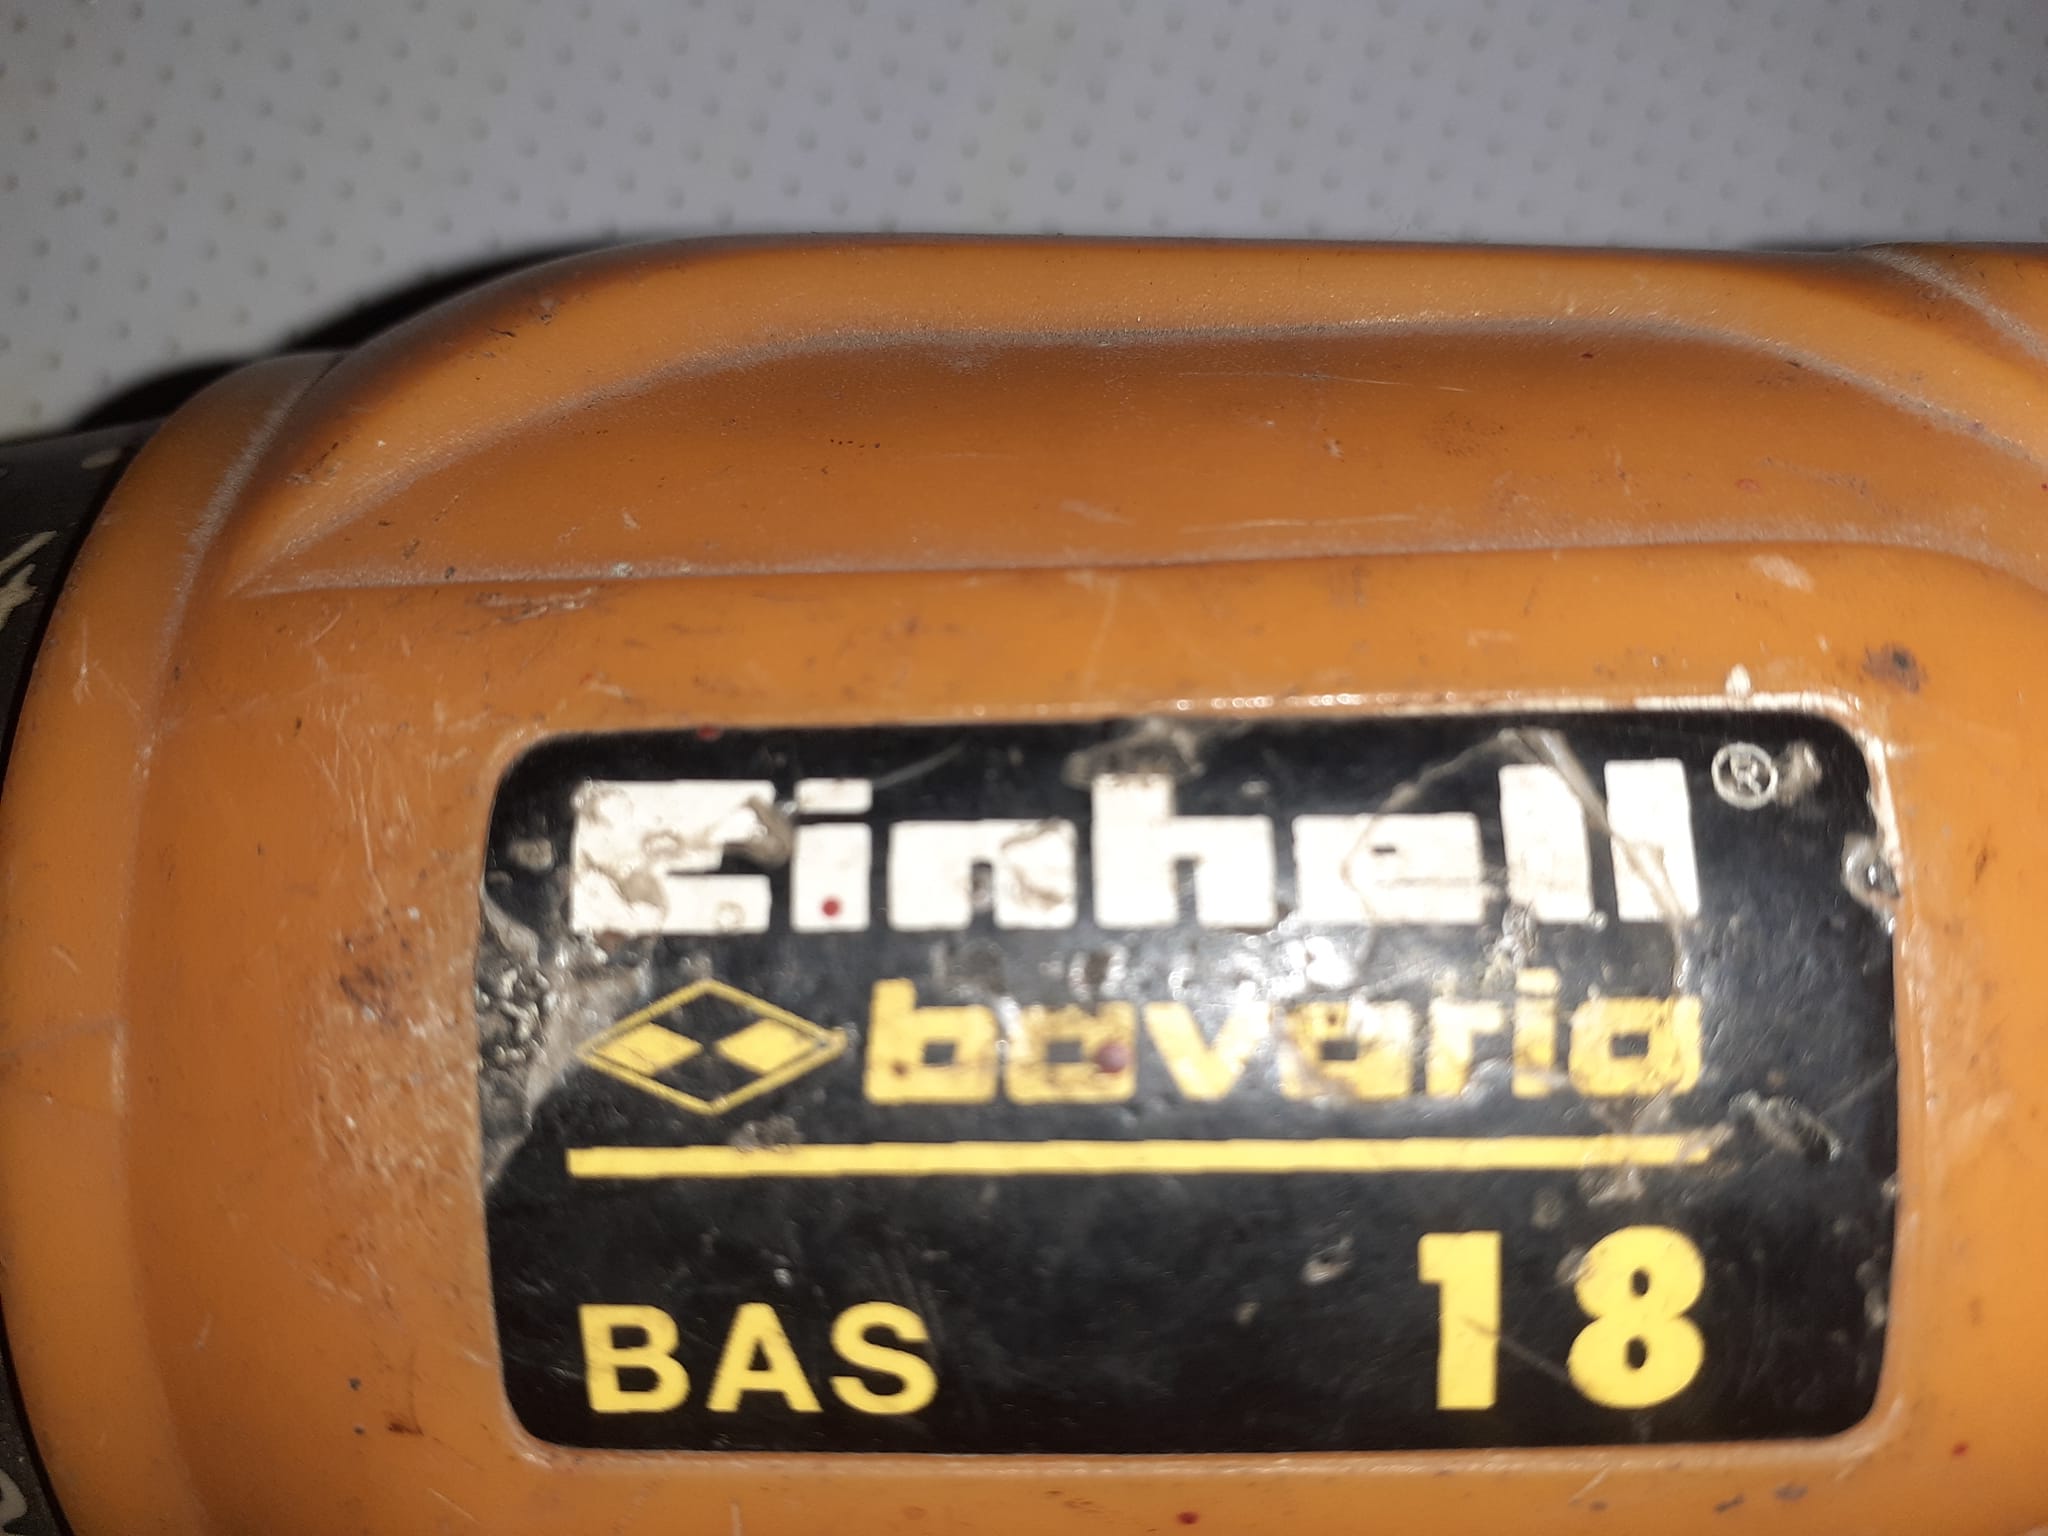 Einhell®
bavaria
BAS 18